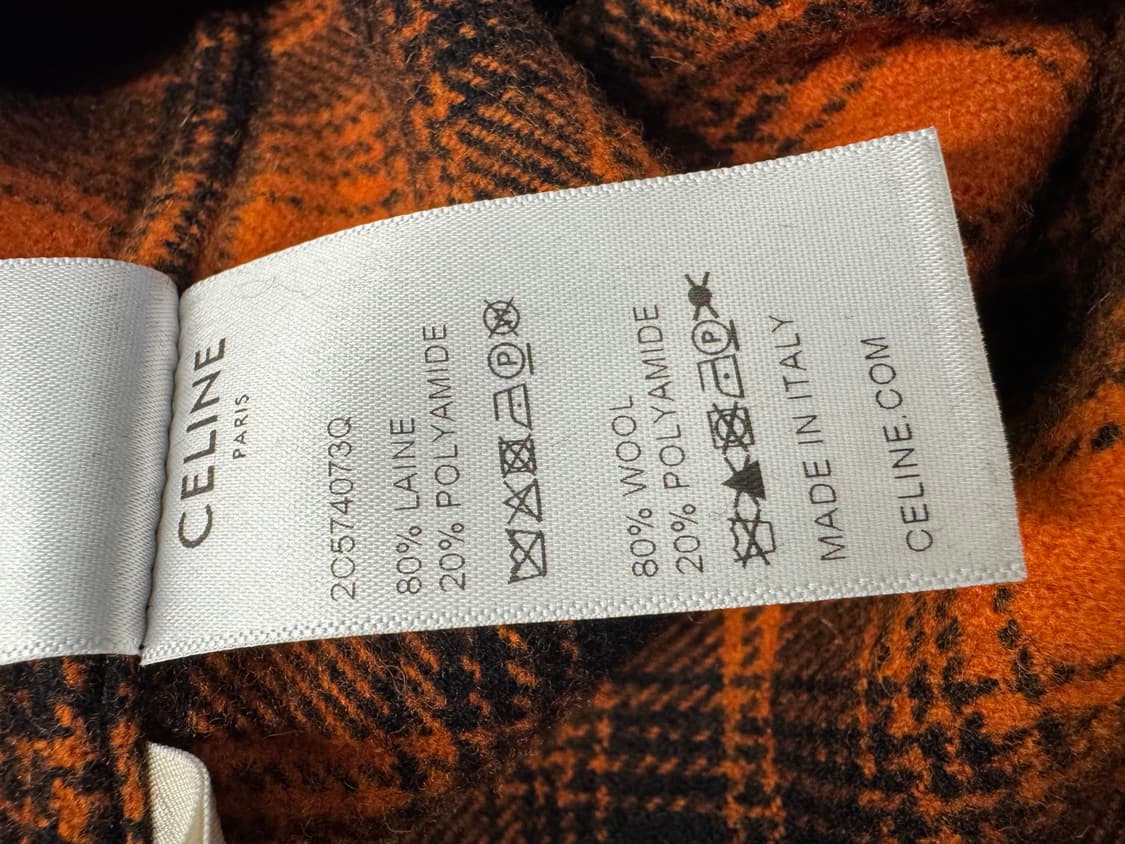 CELINE
PARIS
2C574073Q
80% LAINE
20% POLYAMIDE
P
80% WOOL
20% POLYAMIDE
P
MADE IN ITALY
CELINE.COM